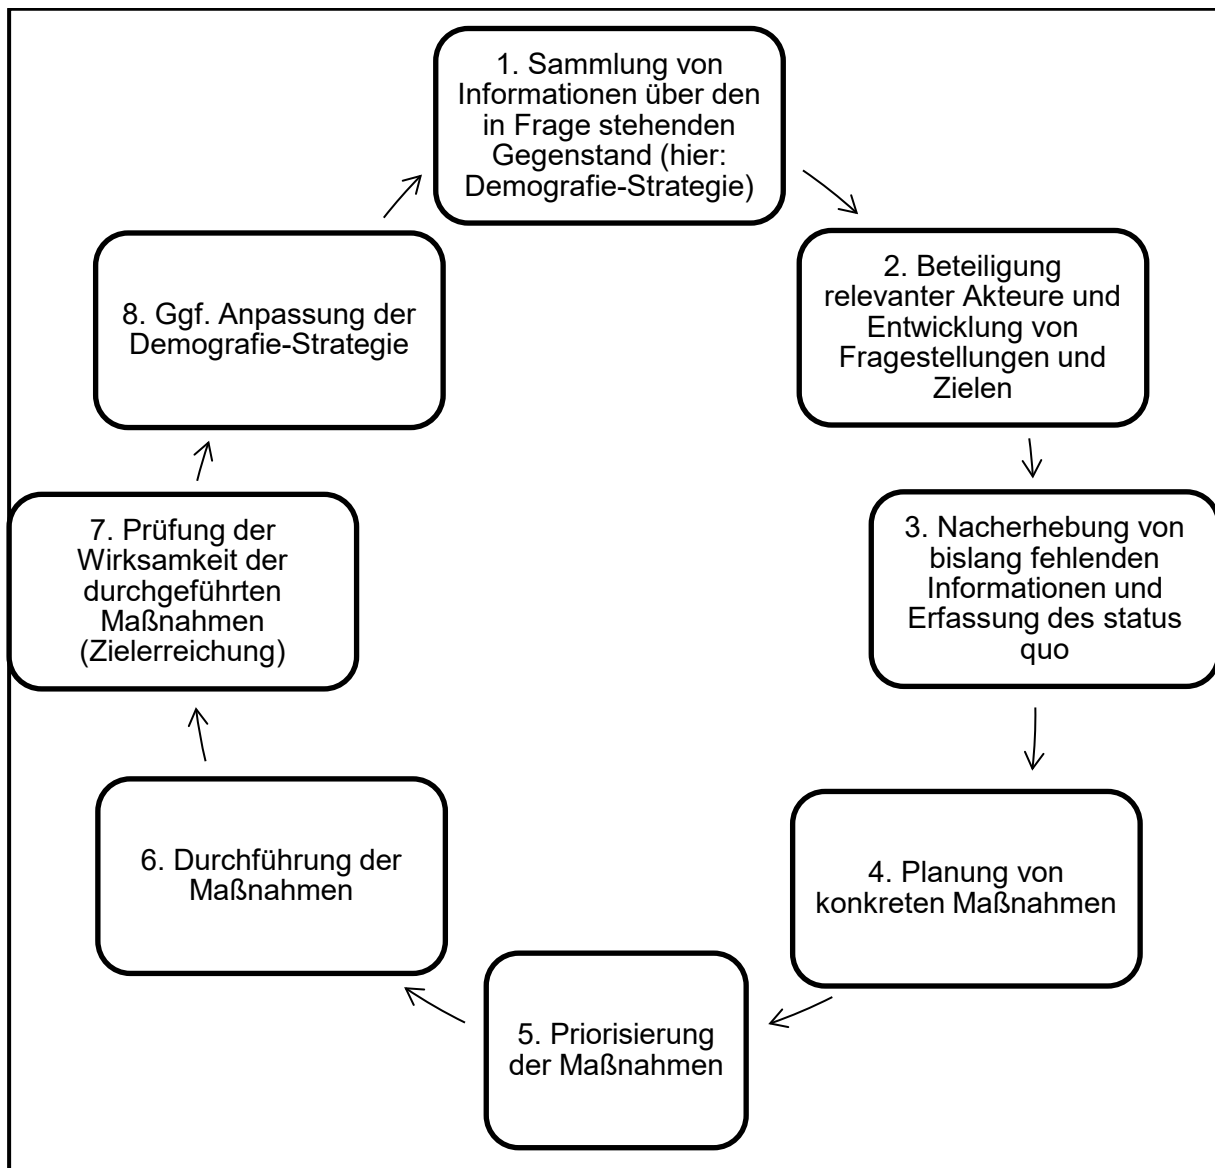 1. Sammlung von
Informationen über den
in Frage stehenden
Gegenstand (hier:
Demografie-Strategie)
2. Beteiligung
relevanter Akteure und
Entwicklung von
Fragestellungen und
Zielen
3. Nacherhebung von
bislang fehlenden
Informationen und
Erfassung des status
quo
4. Planung von
konkreten Maßnahmen
5. Priorisierung
der Maßnahmen
6. Durchführung der
Maßnahmen
7. Prüfung der
Wirksamkeit der
durchgeführten
Maßnahmen
(Zielerreichung)
8. Ggf. Anpassung der
Demografie-Strategie